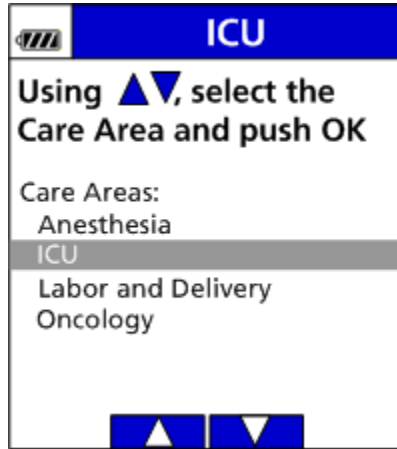 ICU
Using ▲▼, select the
Care Area and push OK
Care Areas:
Anesthesia
ICU
Labor and Delivery
Oncology